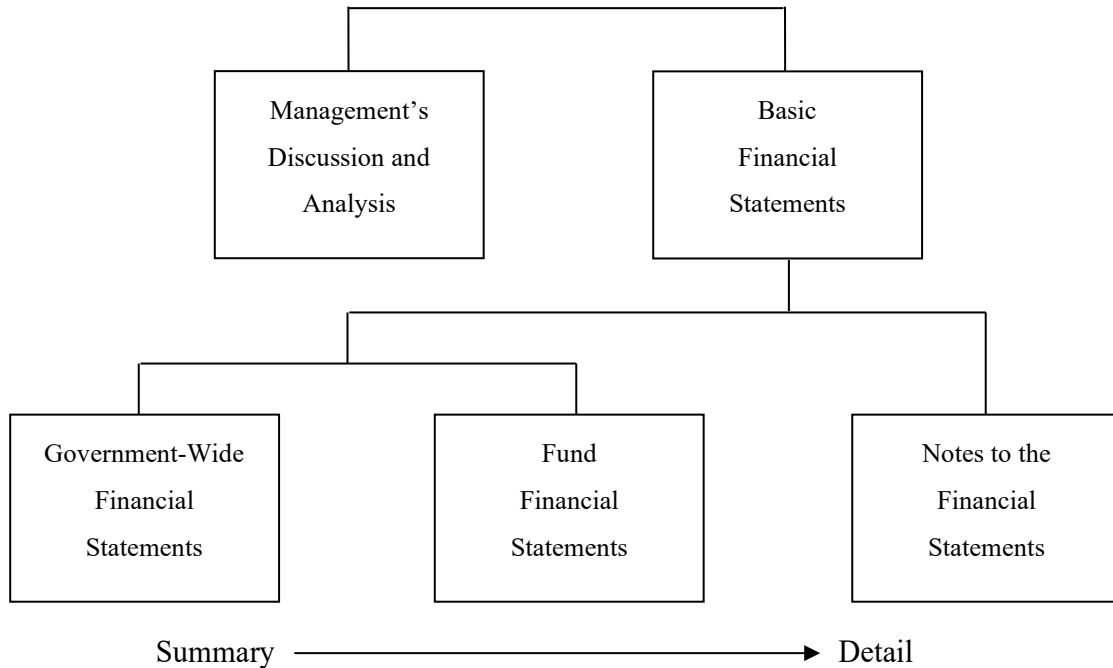 Management’s
Discussion and
Analysis
Basic
Financial
Statements
Government-Wide
Financial
Statements
Fund
Financial
Statements
Notes to the
Financial
Statements
Summary
Detail